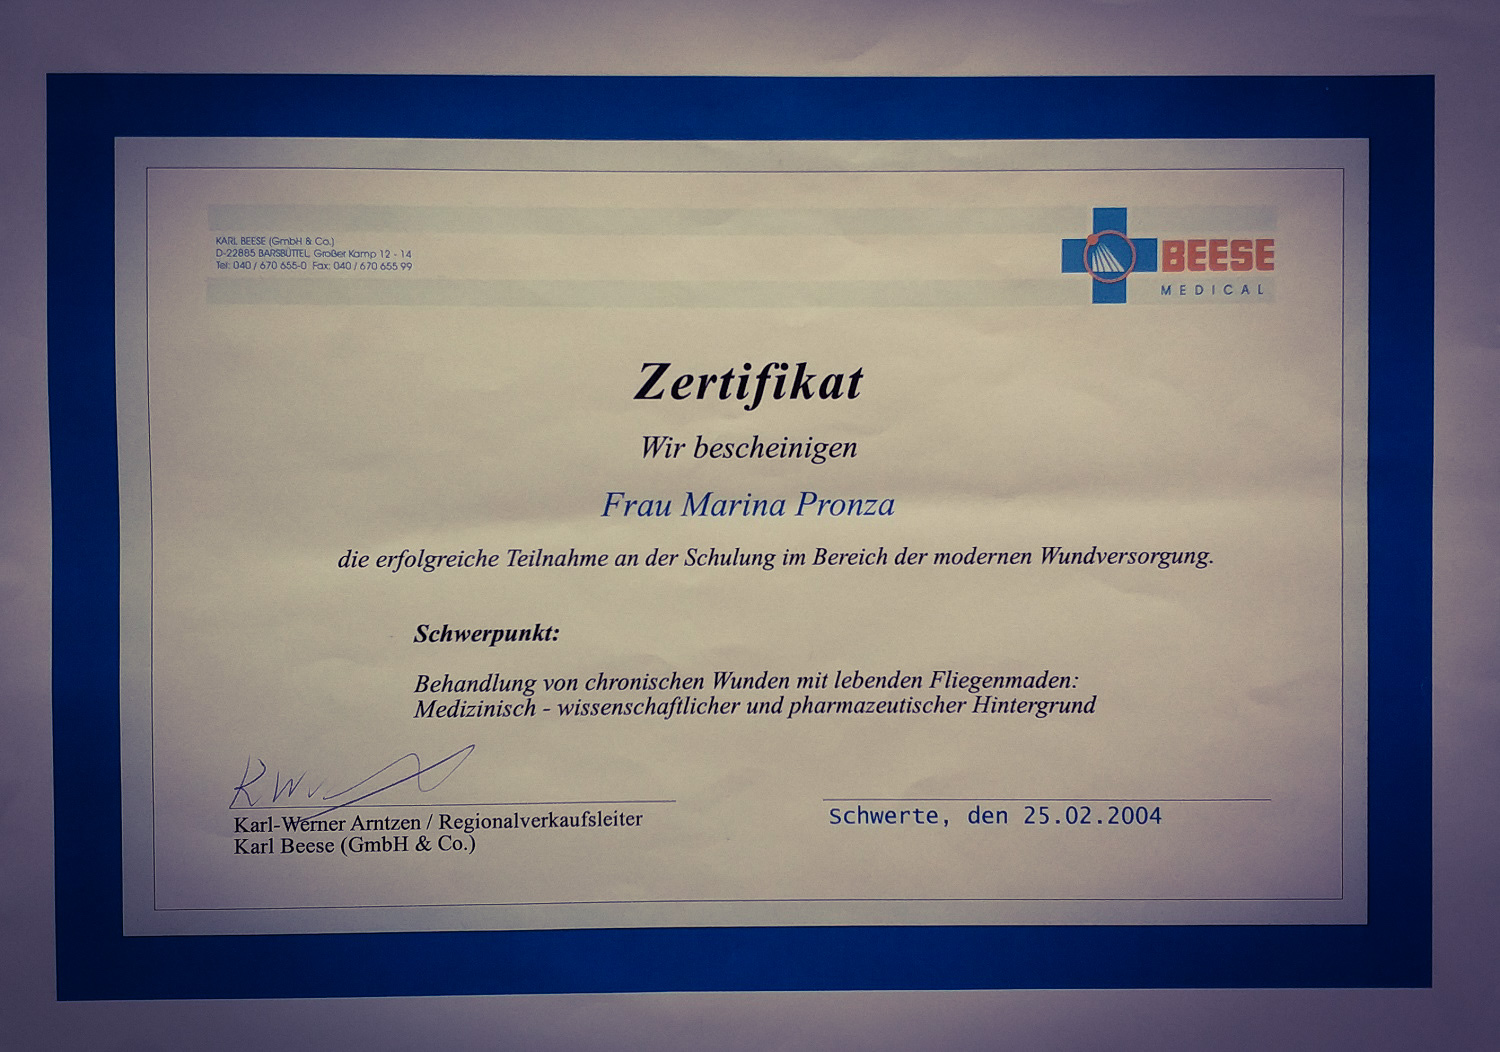 KARL BEESE (GmbH & Co.)
D-22885 BARSBÜTTEL, Großer Kamp 12 - 14
Tel: 040 / 670 655-0 Fax: 040 / 670 655 99
BEESE
MEDICAL
Zertifikat
Wir bescheinigen
Frau Marina Pronza
die erfolgreiche Teilnahme an der Schulung im Bereich der modernen Wundversorgung.
Schwerpunkt:
Behandlung von chronischen Wunden mit lebenden Fliegenmaden:
Medizinisch - wissenschaftlicher und pharmazeutischer Hintergrund
Karl-Werner Arntzen / Regionalverkaufsleiter
Karl Beese (GmbH & Co.)
Schwerte, den 25.02.2004